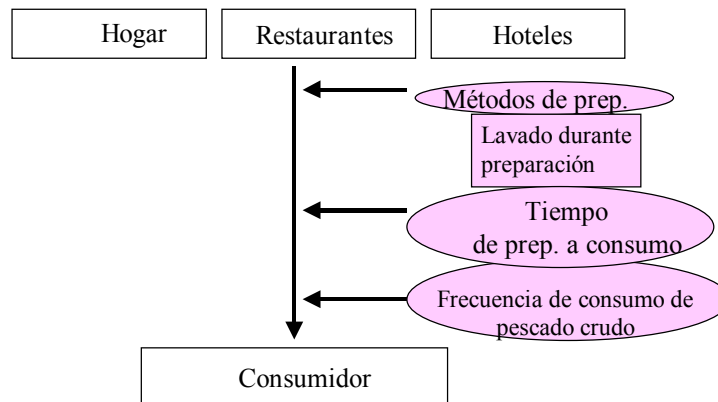 Hogar
Restaurantes
Hoteles
Métodos de prep.
Lavado durante
preparación
Tiempo
de prep. a consumo
Frecuencia de consumo de
pescado crudo
Consumidor